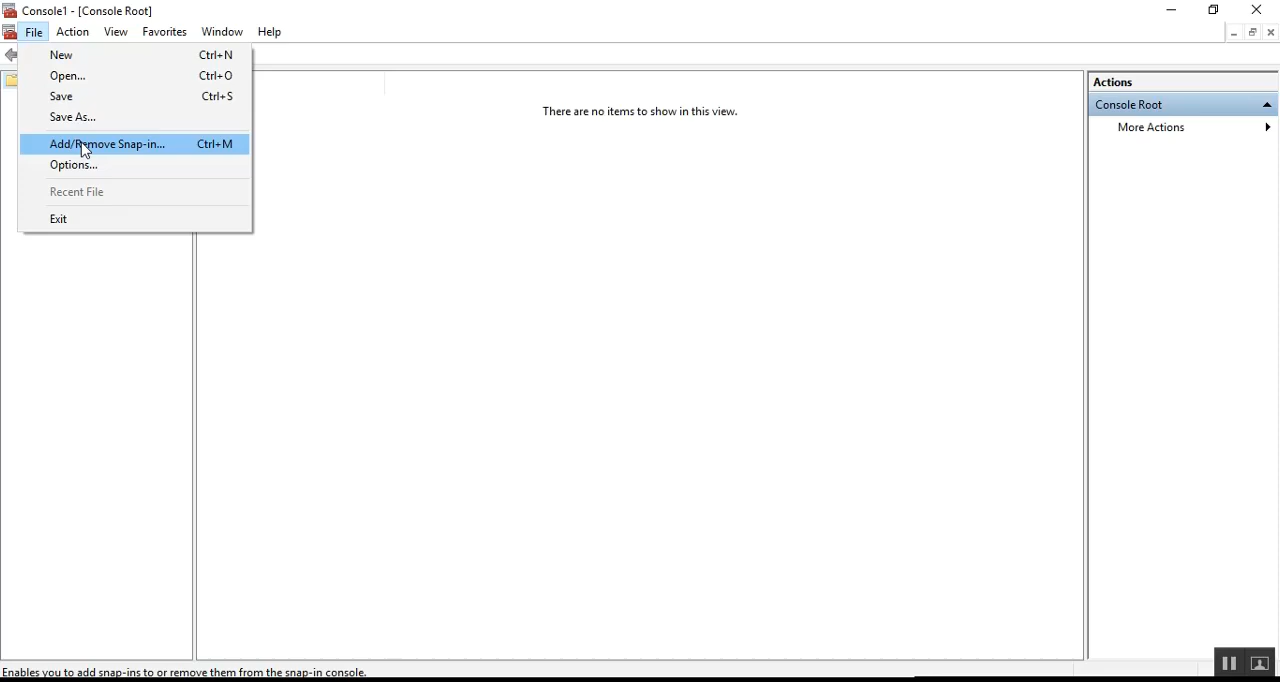 Console1 - [Console Root]
File Action View Favorites Window Help
New Ctrl+N
Open... Ctrl+O
Save Ctrl+S
Save As...
Add/Remove Snap-in... Ctrl+M
Options...
Recent File
Exit
There are no items to show in this view.
Actions
Console Root
More Actions
Enables you to add snap-ins to or remove them from the snap-in console.